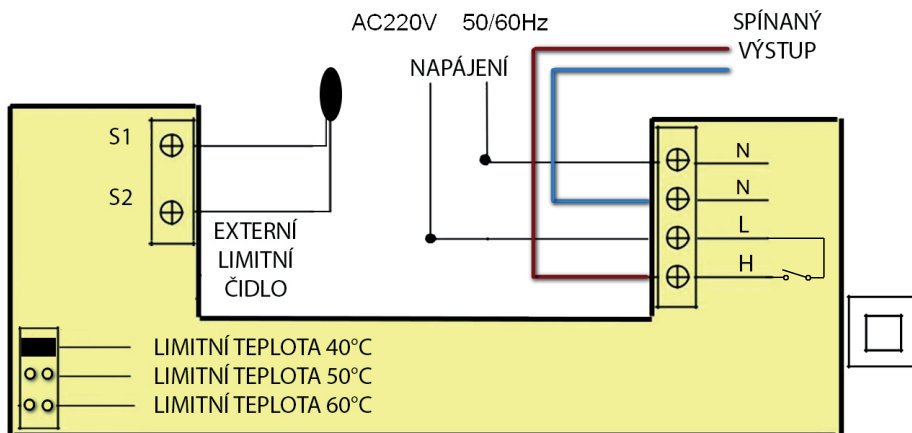 AC220V 50/60Hz
SPÍNANÝ
VÝSTUP
NAPÁJENÍ
S1
S2
EXTERNÍ
LIMITNÍ
ČIDLO
N
N
L
H
LIMITNÍ TEPLOTA 40°C
LIMITNÍ TEPLOTA 50°C
LIMITNÍ TEPLOTA 60°C